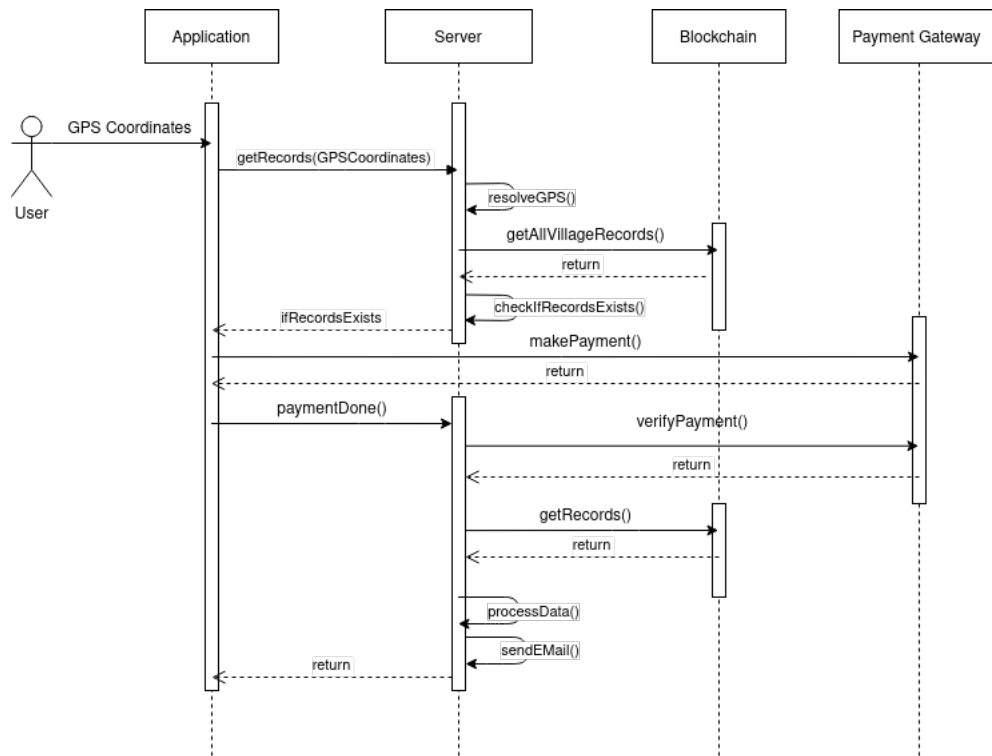 Application
Server
Blockchain
Payment Gateway
GPS Coordinates
User
getRecords(GPSCoordinates)
resolveGPS()
getAllVillageRecords()
return
checkIfRecordsExists()
ifRecordsExists
makePayment()
return
paymentDone()
verifyPayment()
return
getRecords()
return
processData()
sendEMail()
return